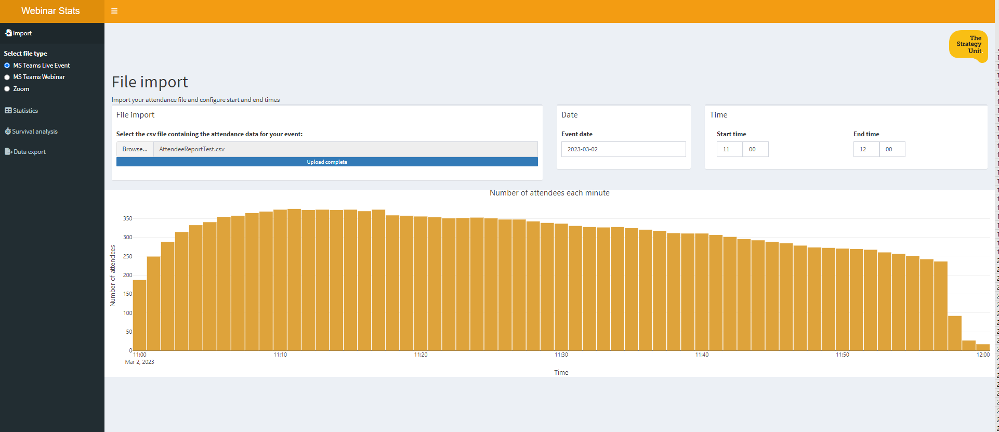 Webinar Stats
Import
Select file type
MS Teams Live Event
MS Teams Webinar
Zoom
Statistics
Survival analysis
Data export
The
Strategy
Unit
File import
Import your attendance file and configure start and end times
File import
Select the csv file containing the attendance data for your event:
Browse... AttendeeReportTest.csv
Upload complete
Date
Event date
2023-03-02
Time
Start time End time
11 00 12 00
Number of attendees each minute
Number of attendees
350
300
250
200
150
100
50
0
11:00 11:10 11:20 11:30 11:40 11:50 12:00
Mar 2, 2023
Time